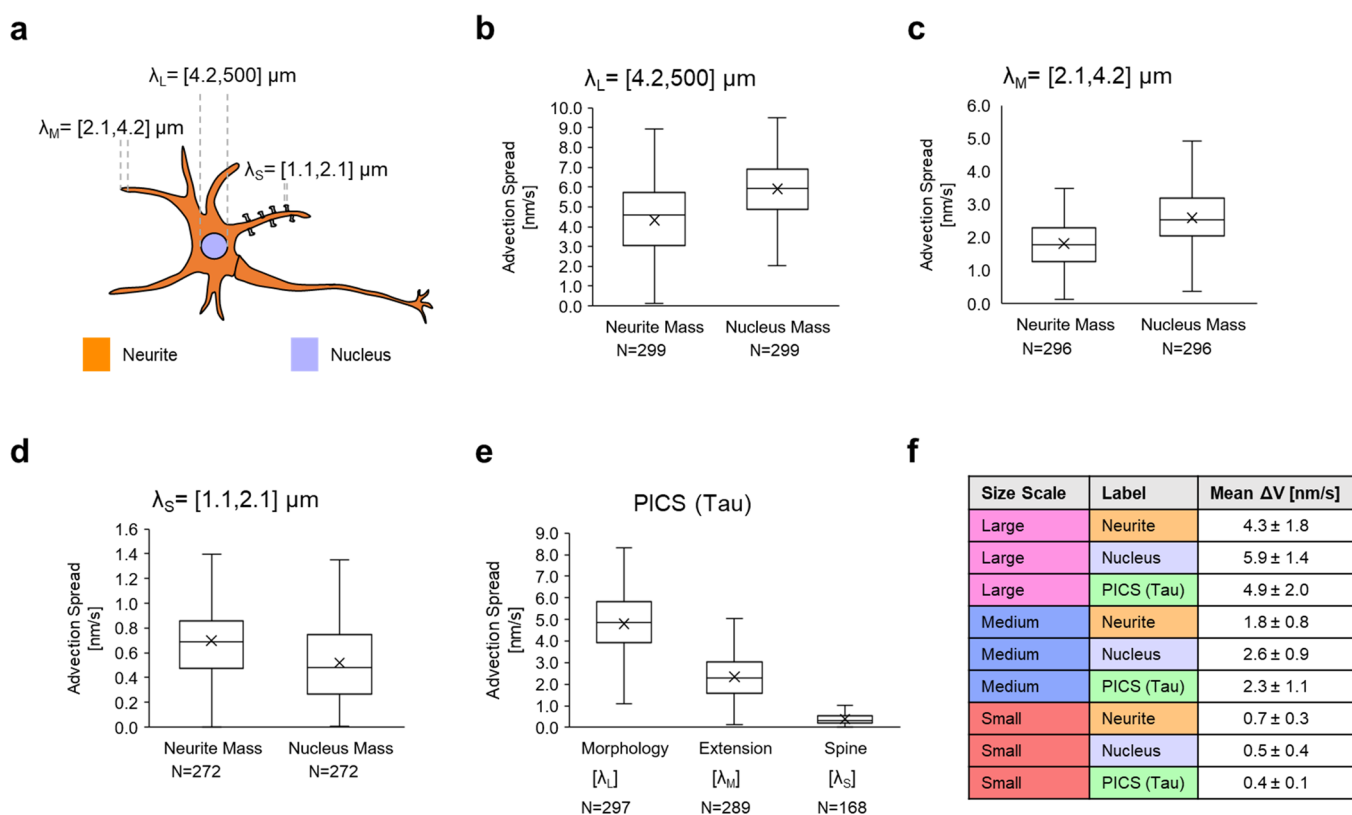 a
λL= [4.2,500] µm
λM= [2.1,4.2] µm
λS= [1.1,2.1] µm
Neurite
Nucleus
b
λL= [4.2,500] µm
Advection Spread
[nm/s]
10.0
9.0
8.0
7.0
6.0
5.0
4.0
3.0
2.0
1.0
0.0
Neurite Mass Nucleus Mass
N=299 N=299
c
λM= [2.1,4.2] µm
Advection Spread
[nm/s]
6.0
5.0
4.0
3.0
2.0
1.0
0.0
Neurite Mass Nucleus Mass
N=296 N=296
d
λS= [1.1,2.1] µm
Advection Spread
[nm/s]
1.6
1.4
1.2
1.0
0.8
0.6
0.4
0.2
0.0
Neurite Mass Nucleus Mass
N=272 N=272
e
PICS (Tau)
Advection Spread
[nm/s]
9.0
8.0
7.0
6.0
5.0
4.0
3.0
2.0
1.0
0.0
Morphology Extension Spine
[λL] [λM] [λS]
N=297 N=289 N=168
f
Size Scale Label Mean ΔV [nm/s]
Large Neurite 4.3 ± 1.8
Large Nucleus 5.9 ± 1.4
Large PICS (Tau) 4.9 ± 2.0
Medium Neurite 1.8 ± 0.8
Medium Nucleus 2.6 ± 0.9
Medium PICS (Tau) 2.3 ± 1.1
Small Neurite 0.7 ± 0.3
Small Nucleus 0.5 ± 0.4
Small PICS (Tau) 0.4 ± 0.1